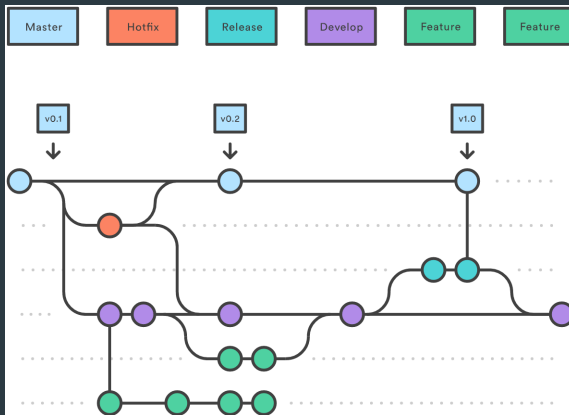 Master
Hotfix
Release
Develop
Feature
Feature
v0.1
v0.2
v1.0